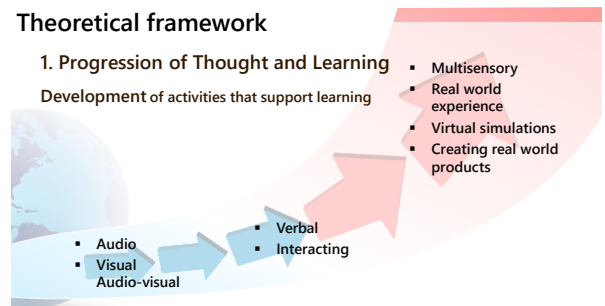 Theoretical framework
1. Progression of Thought and Learning
Development of activities that support learning
▪ Multisensory
▪ Real world
experience
▪ Virtual simulations
▪ Creating real world
products
▪ Verbal
▪ Interacting
▪ Audio
▪ Visual
Audio-visual